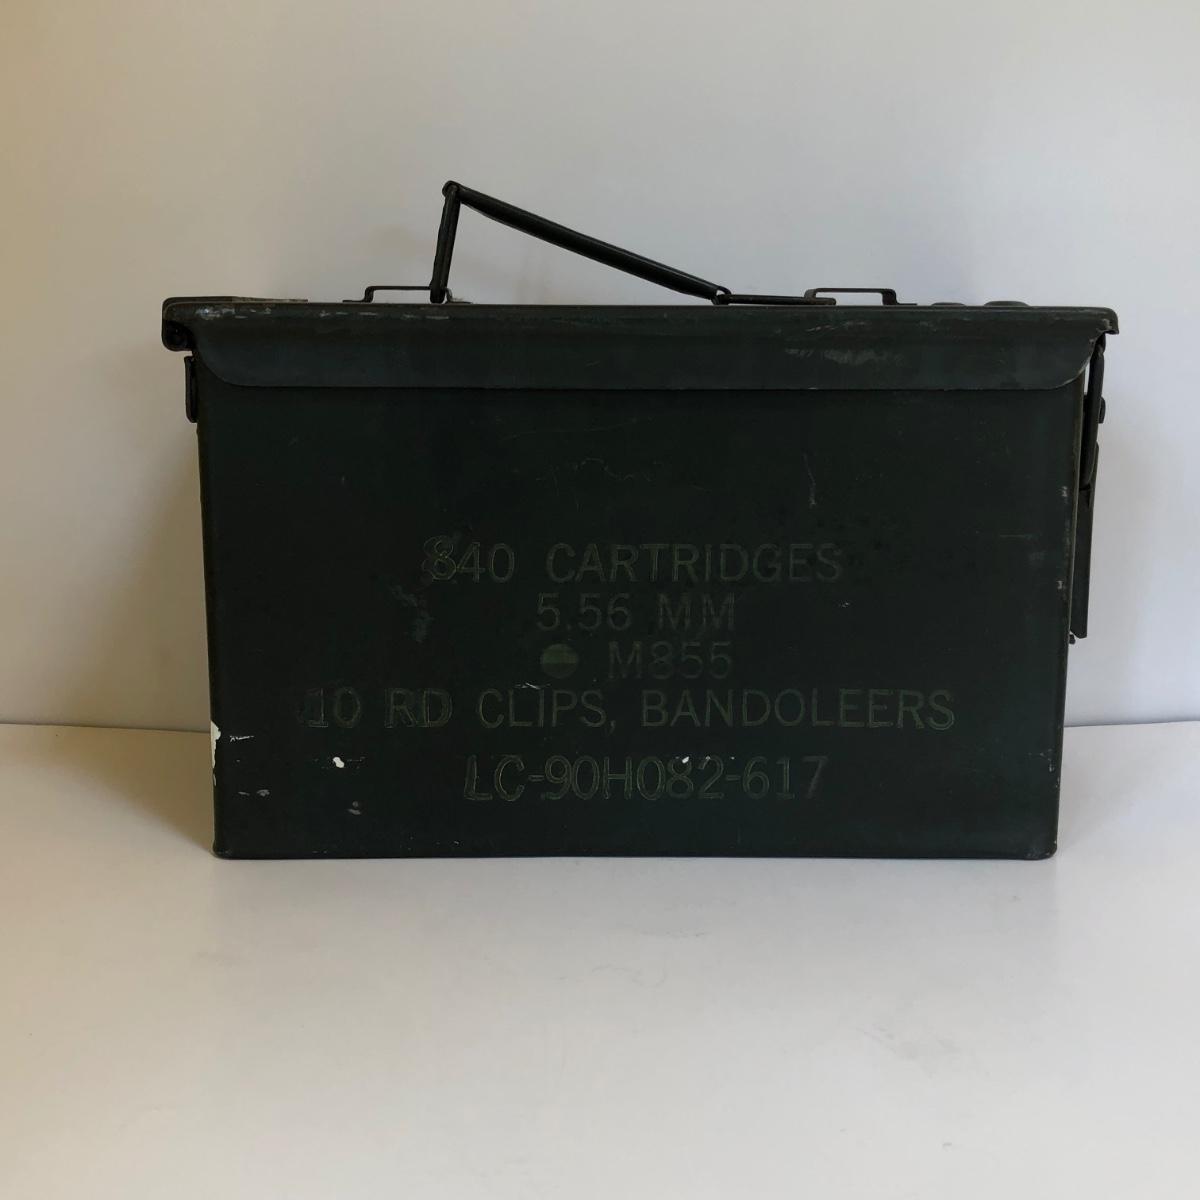 840 CARTRIDGES
5.56 MM
M855
10 RD CLIPS, BANDOLEERS
LC-90H082-617